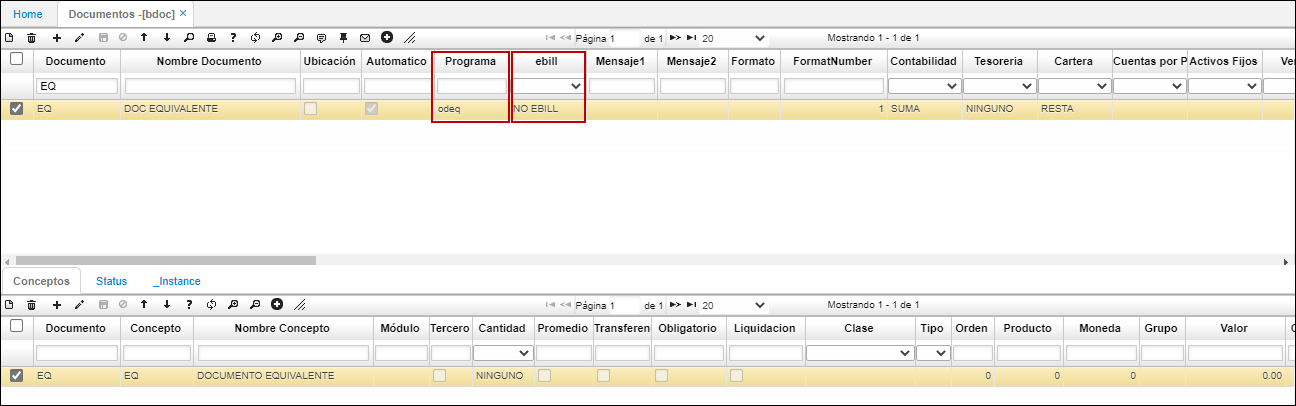 Home Documentos -[bdoc] ×
Página 1 de 1 20 Mostrando 1 - 1 de 1
Documento Nombre Documento Ubicación Automatico Programa ebill Mensaje1 Mensaje2 Formato FormatNumber Contabilidad Tesoreria Cartera Cuentas por P Activos Fijos Ve
EQ
EQ DOC EQUIVALENTE odeq NO EBILL 1 SUMA NINGUNO RESTA
Conceptos Status _Instance
Página 1 de 1 20 Mostrando 1 - 1 de 1
Documento Concepto Nombre Concepto Módulo Tercero Cantidad Promedio Transferen Obligatorio Liquidacion Clase Tipo Orden Producto Moneda Grupo Valor
EQ EQ DOCUMENTO EQUIVALENTE NINGUNO 0 0 0 0.00